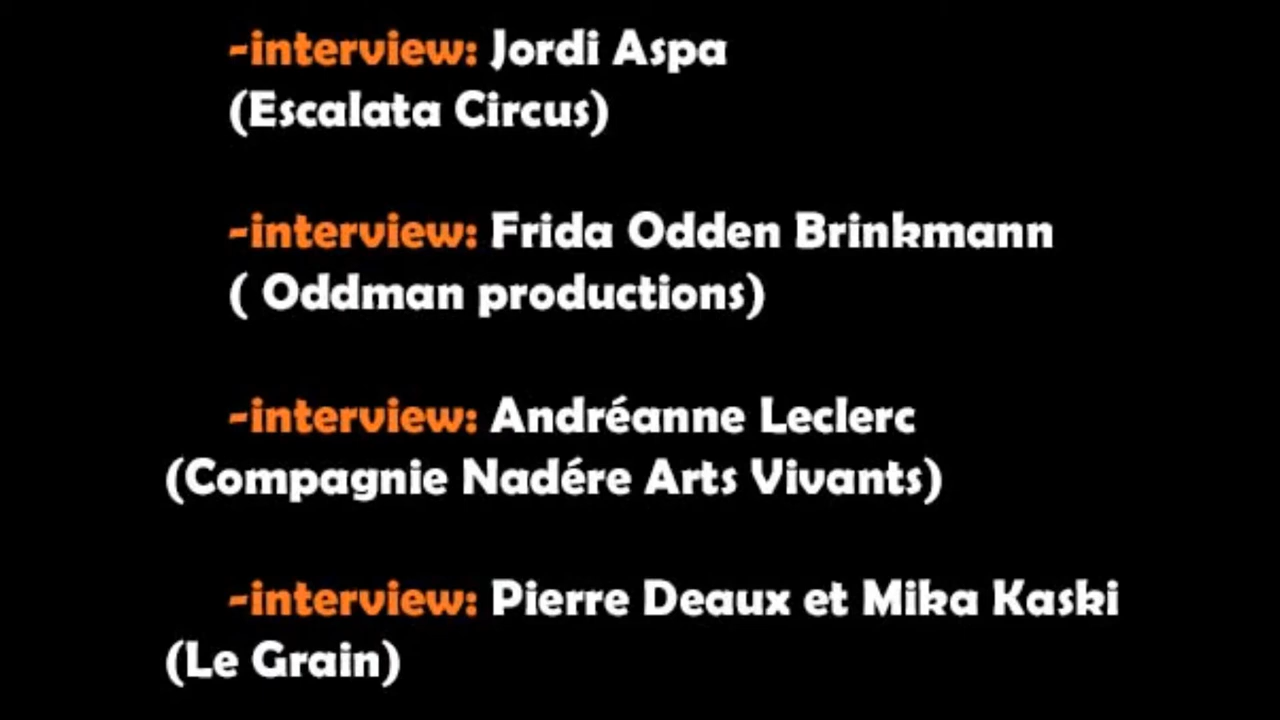 -interview: Jordi Aspa
(Escalata Circus)
-interview: Frida Odden Brinkmann
( Oddman productions)
-interview: Andréanne Leclerc
(Compagnie Nadére Arts Vivants)
-interview: Pierre Deaux et Mika Kaski
(Le Grain)